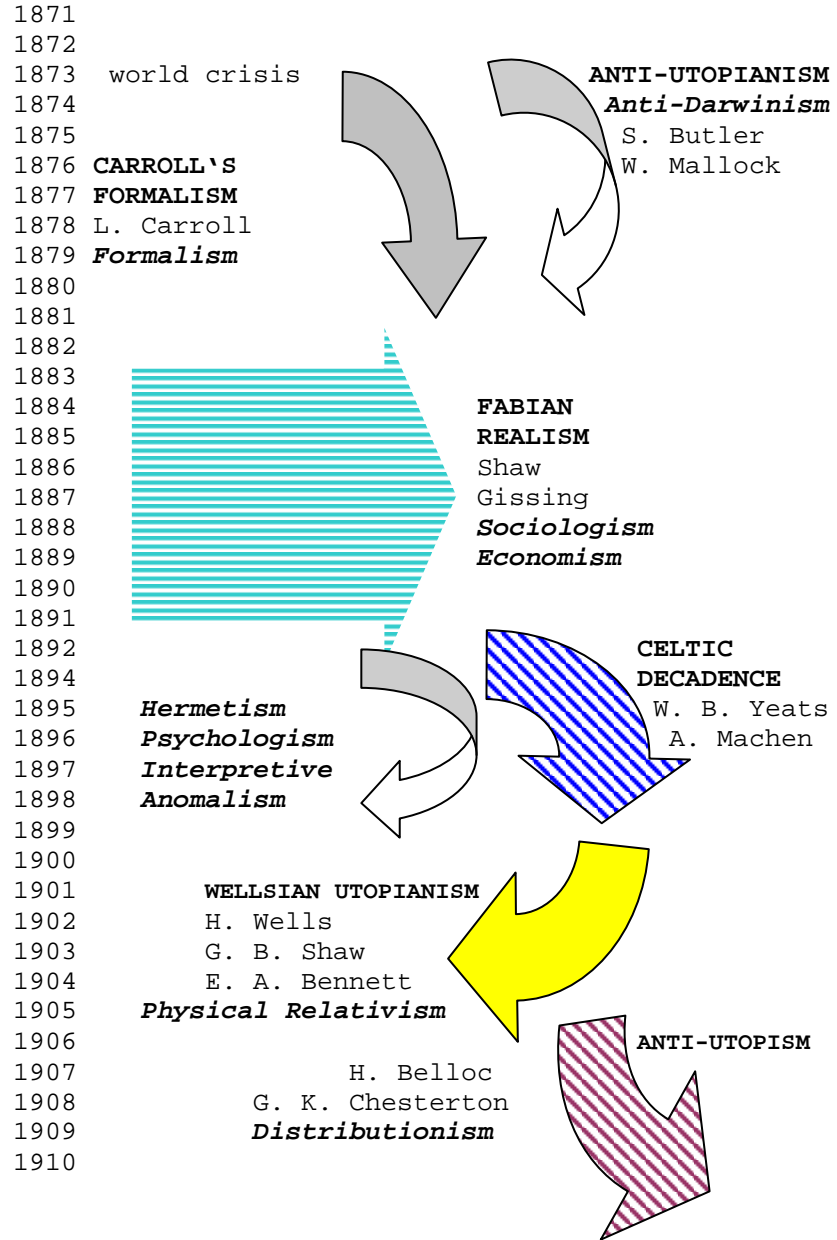 1871
1872
1873 world crisis ANTI-UTOPIANISM
1874 Anti-Darwinism
1875 S. Butler
1876 CARROLL'S W. Mallock
1877 FORMALISM
1878 L. Carroll
1879 Formalism
1880
1881
1882
1883
1884 FABIAN
1885 REALISM
1886 Shaw
1887 Gissing
1888 Sociologism
1889 Economism
1890
1891
1892 CELTIC
1894 DECADENCE
1895 Hermetism W. B. Yeats
1896 Psychologism A. Machen
1897 Interpretive
1898 Anomalism
1899
1900
1901 WELLSIAN UTOPIANISM
1902 H. Wells
1903 G. B. Shaw
1904 E. A. Bennett
1905 Physical Relativism
1906 ANTI-UTOPISM
1907 H. Belloc
1908 G. K. Chesterton
1909 Distributionism
1910